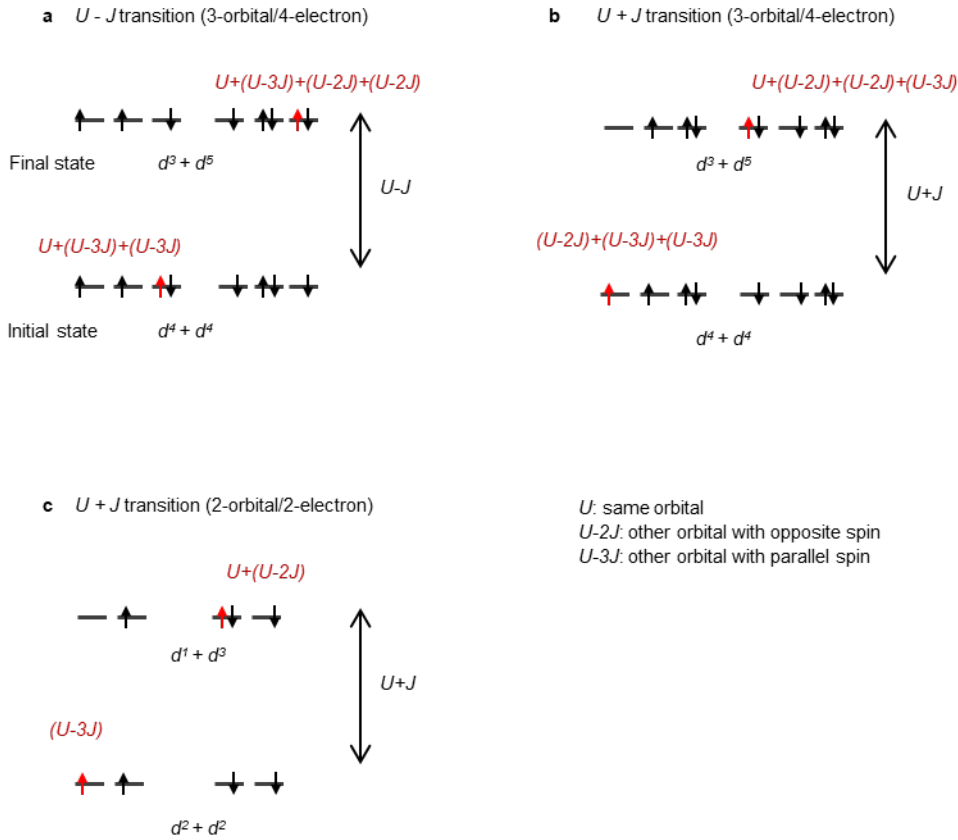 a U - J transition (3-orbital/4-electron)
U+(U-3J)+(U-2J)+(U-2J)
Final state
d³ + d⁵
U-J
U+(U-3J)+(U-3J)
Initial state
d⁴ + d⁴
b U + J transition (3-orbital/4-electron)
U+(U-2J)+(U-2J)+(U-3J)
d³ + d⁵
U+J
(U-2J)+(U-3J)+(U-3J)
d⁴ + d⁴
c U + J transition (2-orbital/2-electron)
U+(U-2J)
d¹ + d³
U+J
(U-3J)
d² + d²
U: same orbital
U-2J: other orbital with opposite spin
U-3J: other orbital with parallel spin